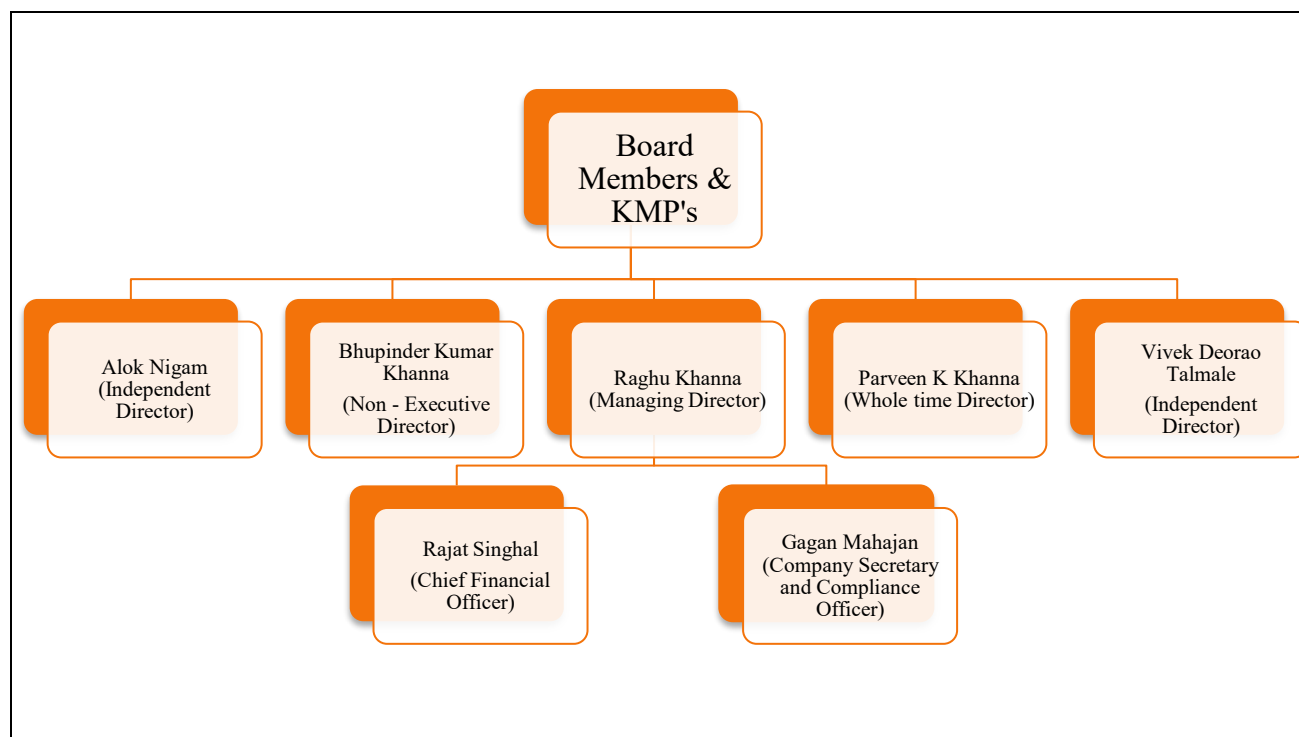 Board
Members &
KMP's
Alok Nigam
(Independent
Director)
Bhupinder Kumar
Khanna
(Non - Executive
Director)
Raghu Khanna
(Managing Director)
Parveen K Khanna
(Whole time Director)
Vivek Deorao
Talmale
(Independent
Director)
Rajat Singhal
(Chief Financial
Officer)
Gagan Mahajan
(Company Secretary
and Compliance
Officer)